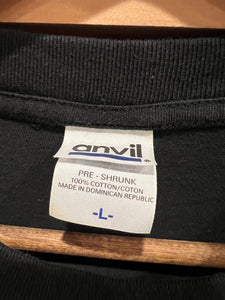 anvil®
PRE - SHRUNK
100% COTTON/COTON
MADE IN DOMINICAN REPUBLIC
-L-